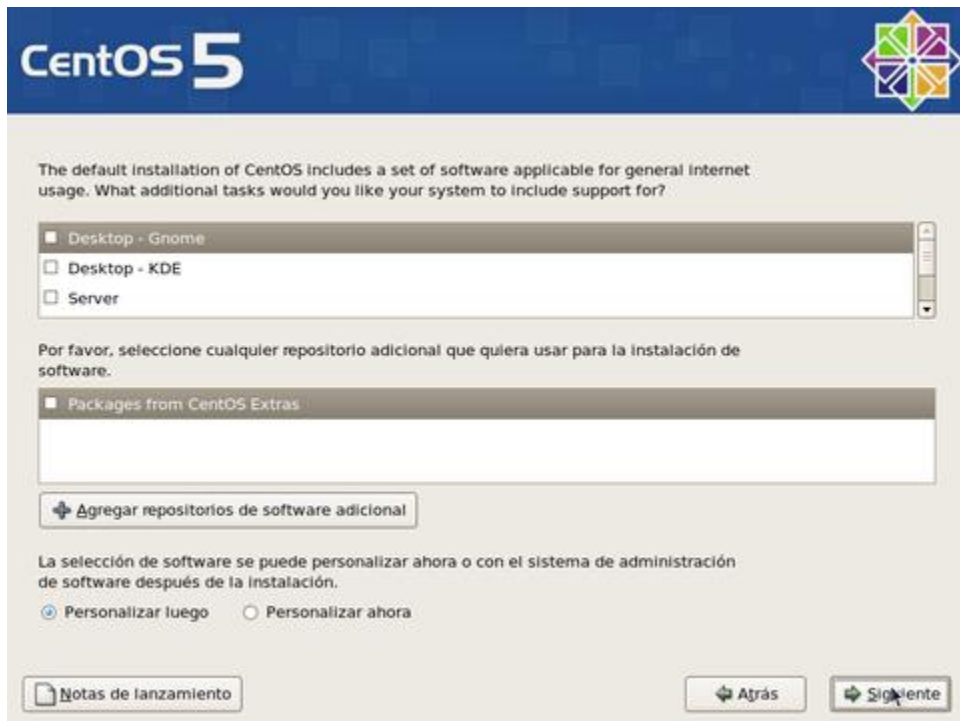 CentOS 5
The default installation of CentOS includes a set of software applicable for general internet
usage. What additional tasks would you like your system to include support for?
Desktop - Gnome
Desktop - KDE
Server
Por favor, seleccione cualquier repositorio adicional que quiera usar para la instalación de
software.
Packages from CentOS Extras
Agregar repositorios de software adicional
La selección de software se puede personalizar ahora o con el sistema de administración
de software después de la instalación.
Personalizar luego Personalizar ahora
Notas de lanzamiento Atrás Siguiente